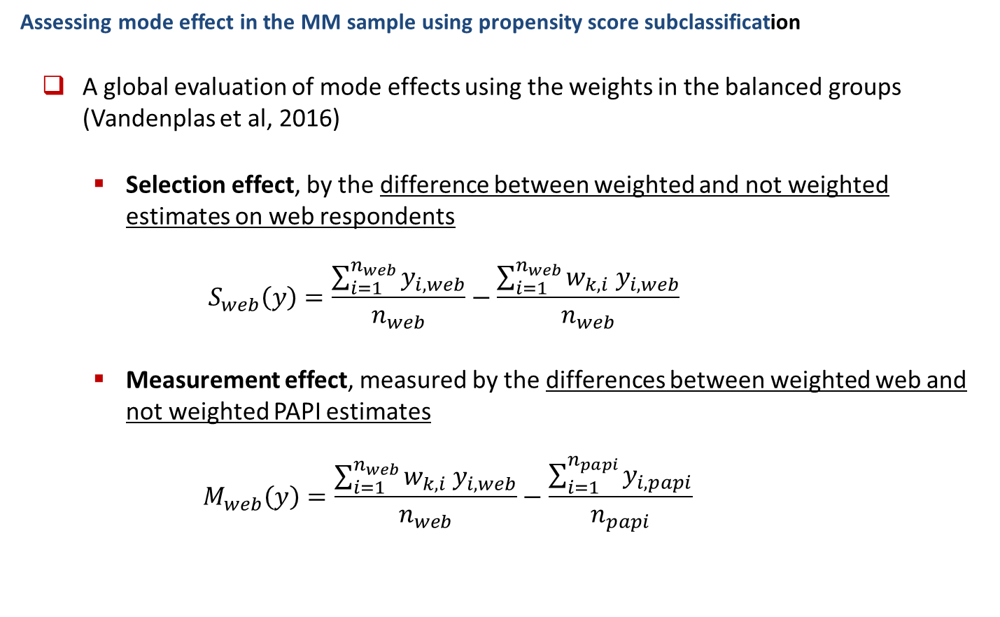 Assessing mode effect in the MM sample using propensity score subclassification
❑ A global evaluation of mode effects using the weights in the balanced groups
(Vandenplas et al, 2016)
▪ Selection effect, by the difference between weighted and not weighted
estimates on web respondents
$S_{web}(y) = \frac{\sum_{i=1}^{n_{web}} y_{i,web}}{n_{web}} - \frac{\sum_{i=1}^{n_{web}} w_{k,i} \, y_{i,web}}{n_{web}}$
▪ Measurement effect, measured by the differences between weighted web and
not weighted PAPI estimates
$M_{web}(y) = \frac{\sum_{i=1}^{n_{web}} w_{k,i} \, y_{i,web}}{n_{web}} - \frac{\sum_{i=1}^{n_{papi}} y_{i,papi}}{n_{papi}}$